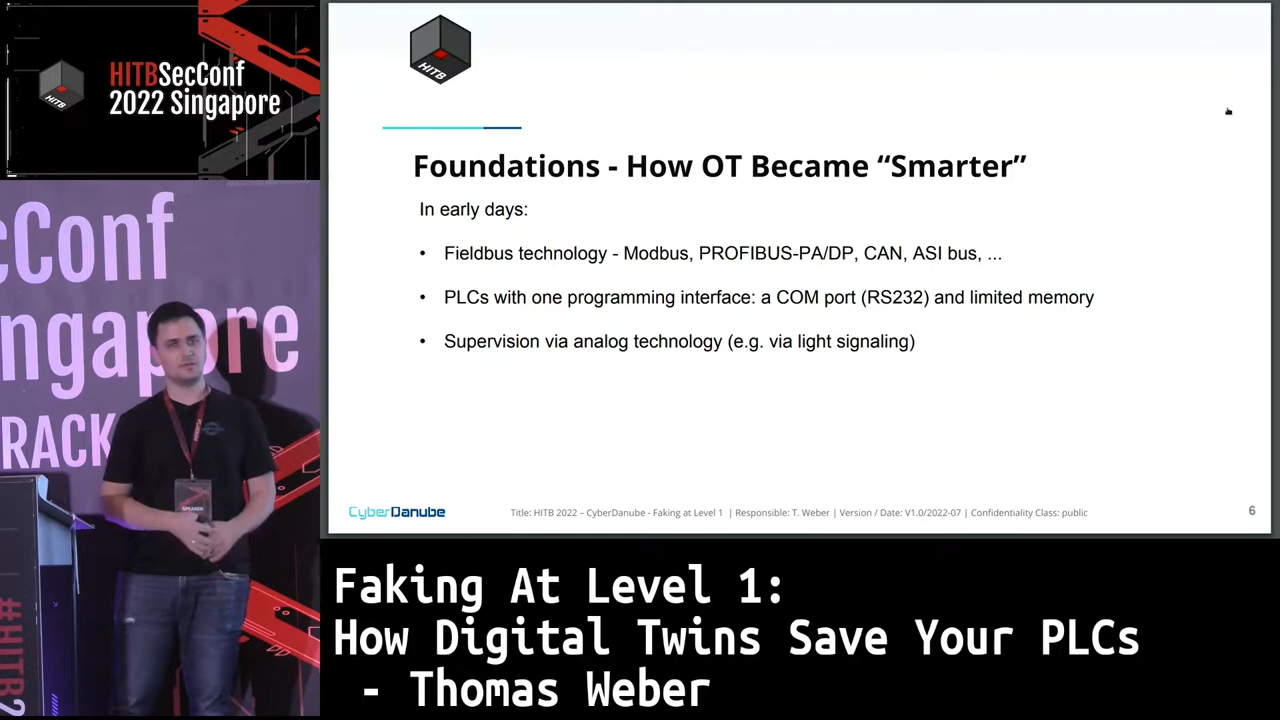 HITBSecConf
2022 Singapore
HITB
cConf
ngapore
RACK
SPEAKER
#HITB2
HITB
Foundations - How OT Became “Smarter”
In early days:
• Fieldbus technology - Modbus, PROFIBUS-PA/DP, CAN, ASI bus, ...
• PLCs with one programming interface: a COM port (RS232) and limited memory
• Supervision via analog technology (e.g. via light signaling)
CyberDanube
Title: HITB 2022 – CyberDanube - Faking at Level 1 | Responsible: T. Weber | Version / Date: V1.0/2022-07 | Confidentiality Class: public
6
Faking At Level 1:
How Digital Twins Save Your PLCs
- Thomas Weber